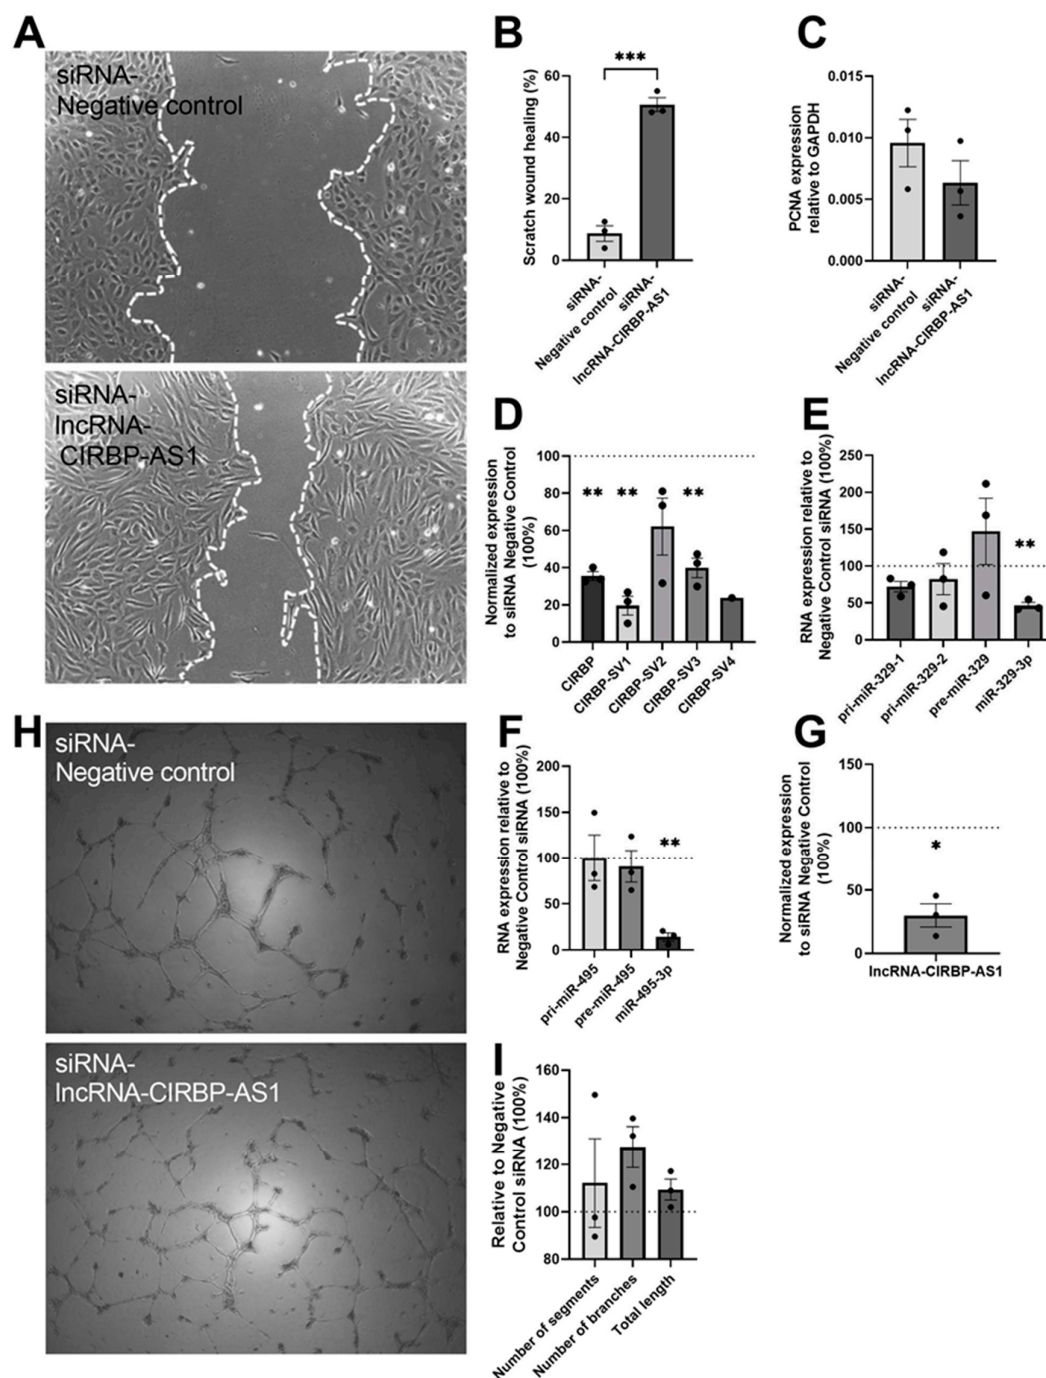 A
siRNA-
Negative control
siRNA-
lncRNA-
CIRBP-AS1
B
Scratch wound healing (%)
60
40
20
0
***
siRNA-
Negative control
siRNA-
lncRNA-CIRBP-AS1
C
PCNA expression
relative to GAPDH
0.015
0.010
0.005
0.000
siRNA-
Negative control
siRNA-
lncRNA-CIRBP-AS1
D
Normalized expression
to siRNA Negative Control
(100%)
100
80
60
40
20
0
** ** **
CIRBP
CIRBP-SV1
CIRBP-SV2
CIRBP-SV3
CIRBP-SV4
E
RNA expression relative to
Negative Control siRNA (100%)
250
200
150
100
50
0
**
pri-miR-329-1
pri-miR-329-2
pre-miR-329
miR-329-3p
H
siRNA-
Negative control
siRNA-
lncRNA-CIRBP-AS1
F
RNA expression relative to
Negative Control siRNA (100%)
200
150
100
50
0
**
pri-miR-495
pre-miR-495
miR-495-3p
G
Normalized expression
to siRNA Negative Control
(100%)
150
100
50
0
*
lncRNA-CIRBP-AS1
I
Relative to Negative
Control siRNA (100%)
160
140
120
100
80
Number of segments
Number of branches
Total length